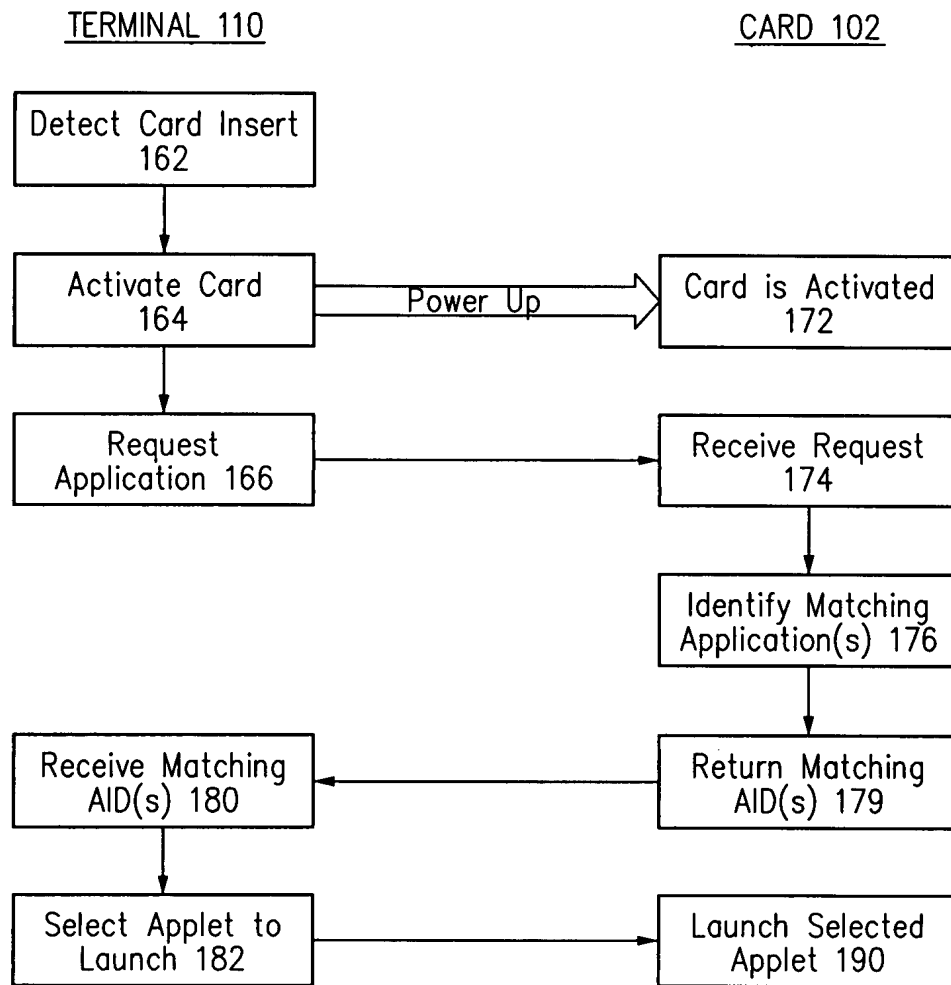 TERMINAL 110
CARD 102
Detect Card Insert
162
Activate Card
164
Power Up
Card is Activated
172
Request
Application 166
Receive Request
174
Identify Matching
Application(s) 176
Receive Matching
AID(s) 180
Return Matching
AID(s) 179
Select Applet to
Launch 182
Launch Selected
Applet 190